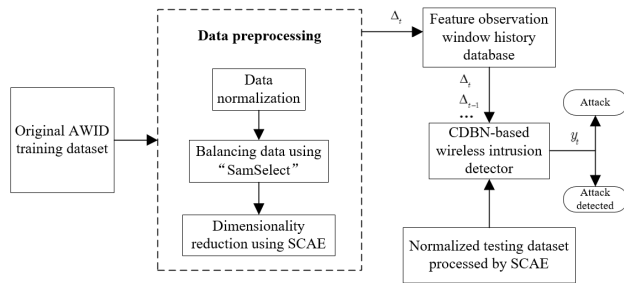 Original AWID
training dataset
Data preprocessing
Data
normalization
Balancing data using
“SamSelect”
Dimensionality
reduction using SCAE
Δt
Feature observation
window history
database
Δt
Δt−1
...
CDBN-based
wireless intrusion
detector
yt
Attack
Attack
detected
Normalized testing dataset
processed by SCAE